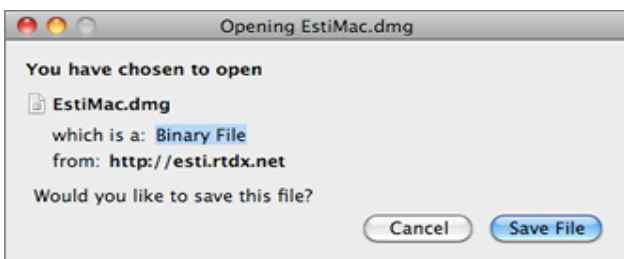 Opening EstiMac.dmg
You have chosen to open
EstiMac.dmg
which is a: Binary File
from: http://esti.rtdx.net
Would you like to save this file?
Cancel Save File